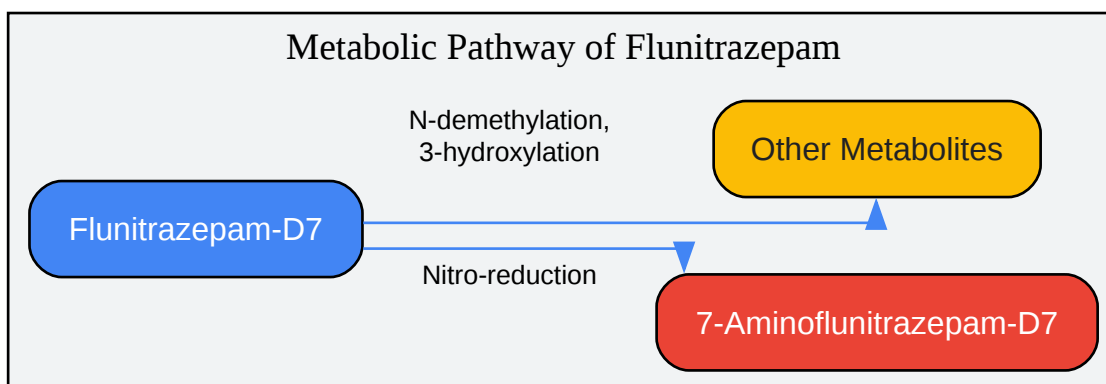 Metabolic Pathway of Flunitrazepam
N-demethylation,
3-hydroxylation
Other Metabolites
Flunitrazepam-D7
Nitro-reduction
7-Aminoflunitrazepam-D7